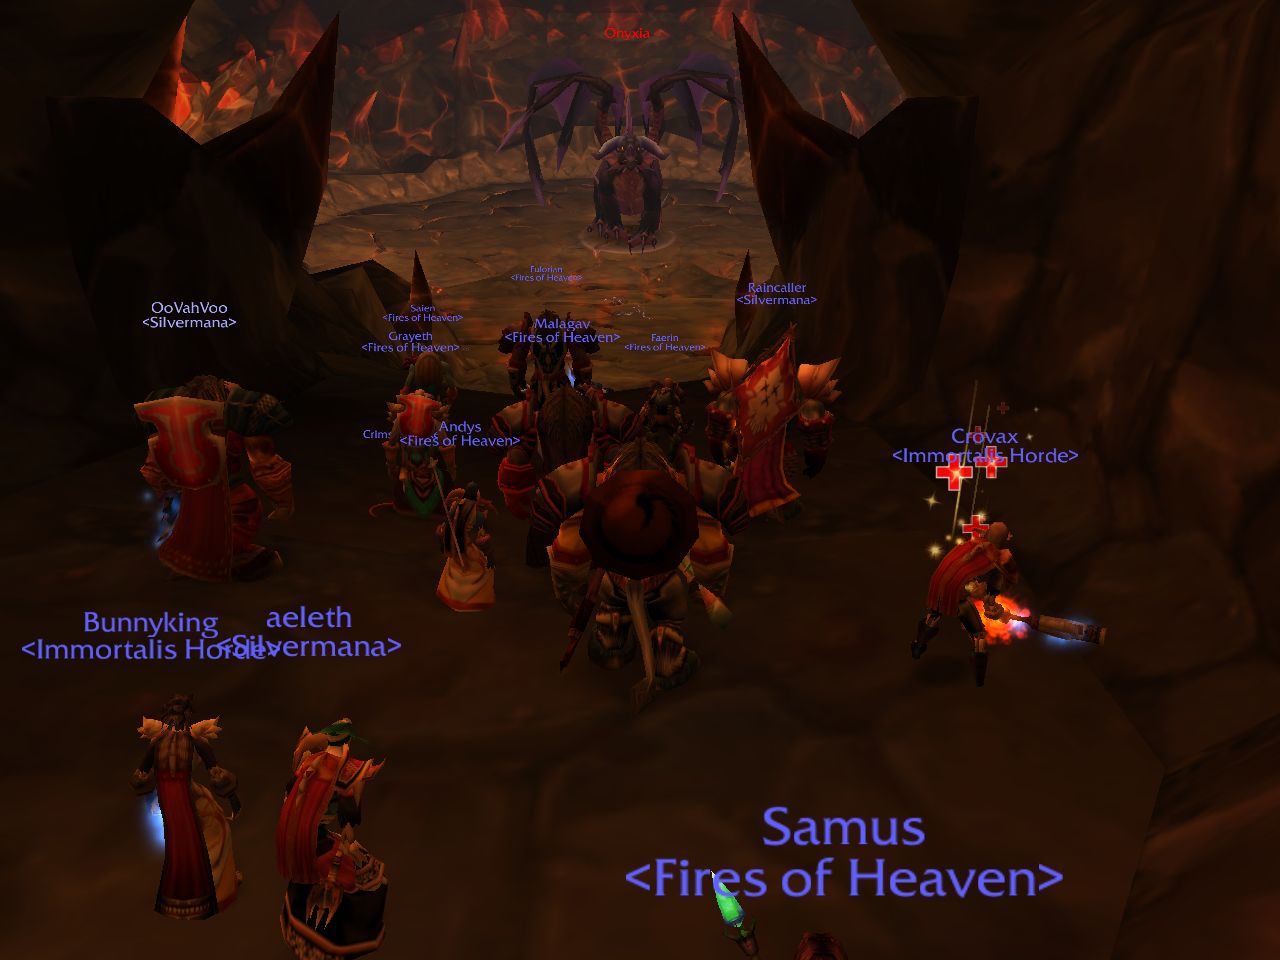 Onyxia
Fulorian
<Fires of Heaven>
Raincaller
<Silvermana>
OoVahVoo
<Silvermana>
Saien
<Fires of Heaven>
Malagav
<Fires of Heaven>
Grayeth
<Fires of Heaven>
Faerin
<Fires of Heaven>
Andys
<Fires of Heaven>
Crovax
<Immortalis Horde>
Bunnyking
<Immortalis Horde>
aeleth
<Silvermana>
Samus
<Fires of Heaven>